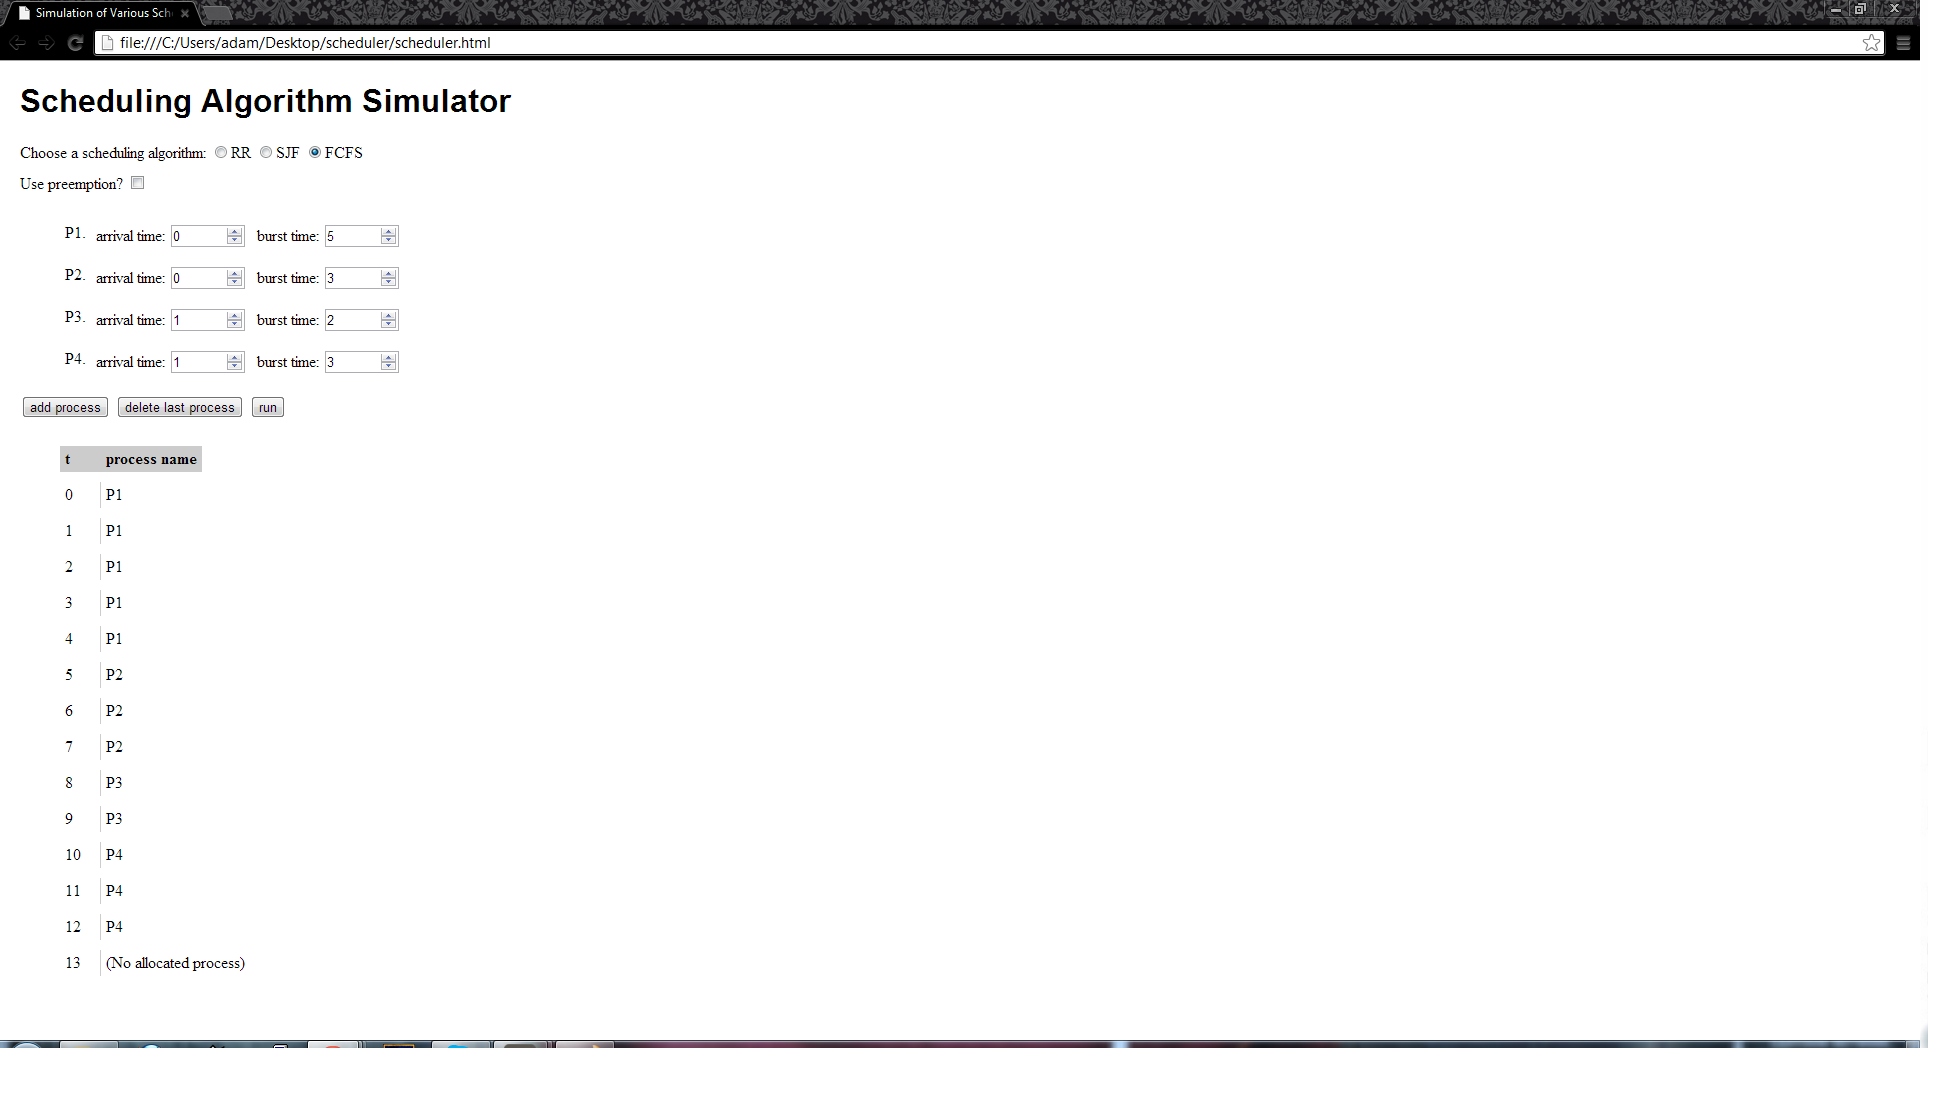 Simulation of Various Sch
file:///C:/Users/adam/Desktop/scheduler/scheduler.html
Scheduling Algorithm Simulator
Choose a scheduling algorithm: RR SJF FCFS
Use preemption?
P1. arrival time: 0 burst time: 5
P2. arrival time: 0 burst time: 3
P3. arrival time: 1 burst time: 2
P4. arrival time: 1 burst time: 3
add process delete last process run
t process name
0 P1
1 P1
2 P1
3 P1
4 P1
5 P2
6 P2
7 P2
8 P3
9 P3
10 P4
11 P4
12 P4
13 (No allocated process)